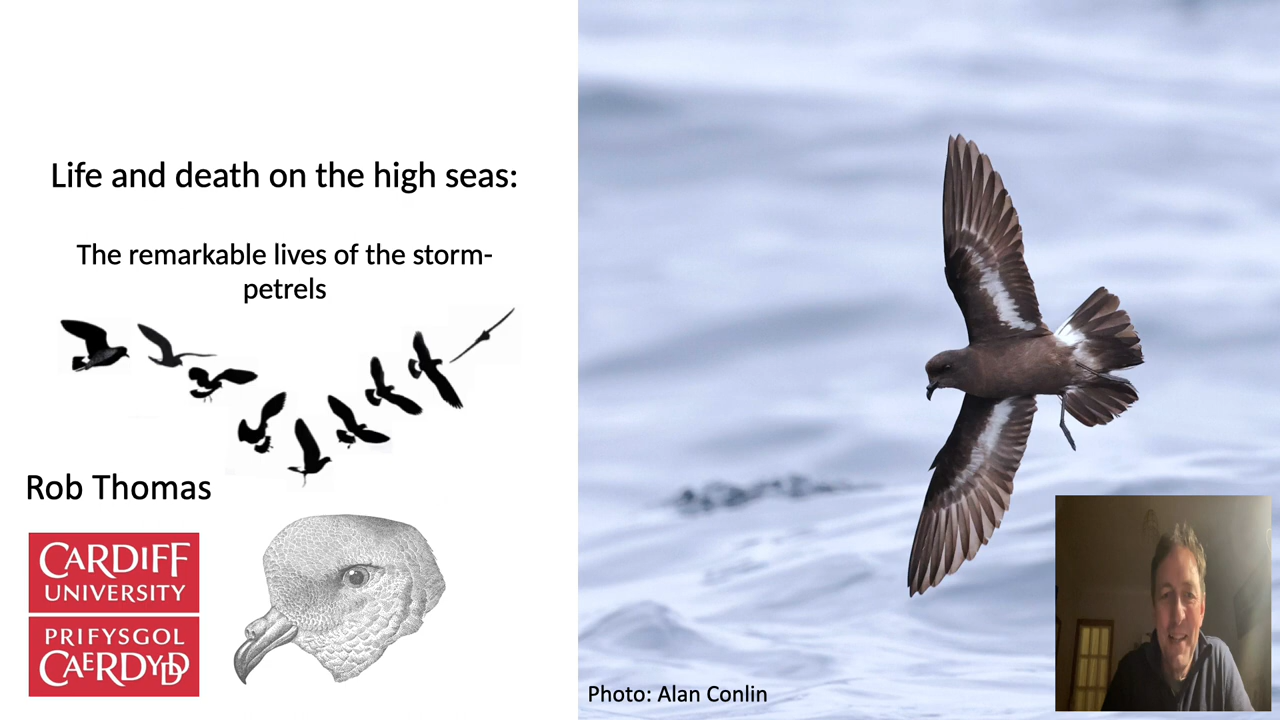 Life and death on the high seas:
The remarkable lives of the storm-
petrels
Rob Thomas
CARDIFF
UNIVERSITY
PRIFYSGOL
CAERDYDD
Photo: Alan Conlin